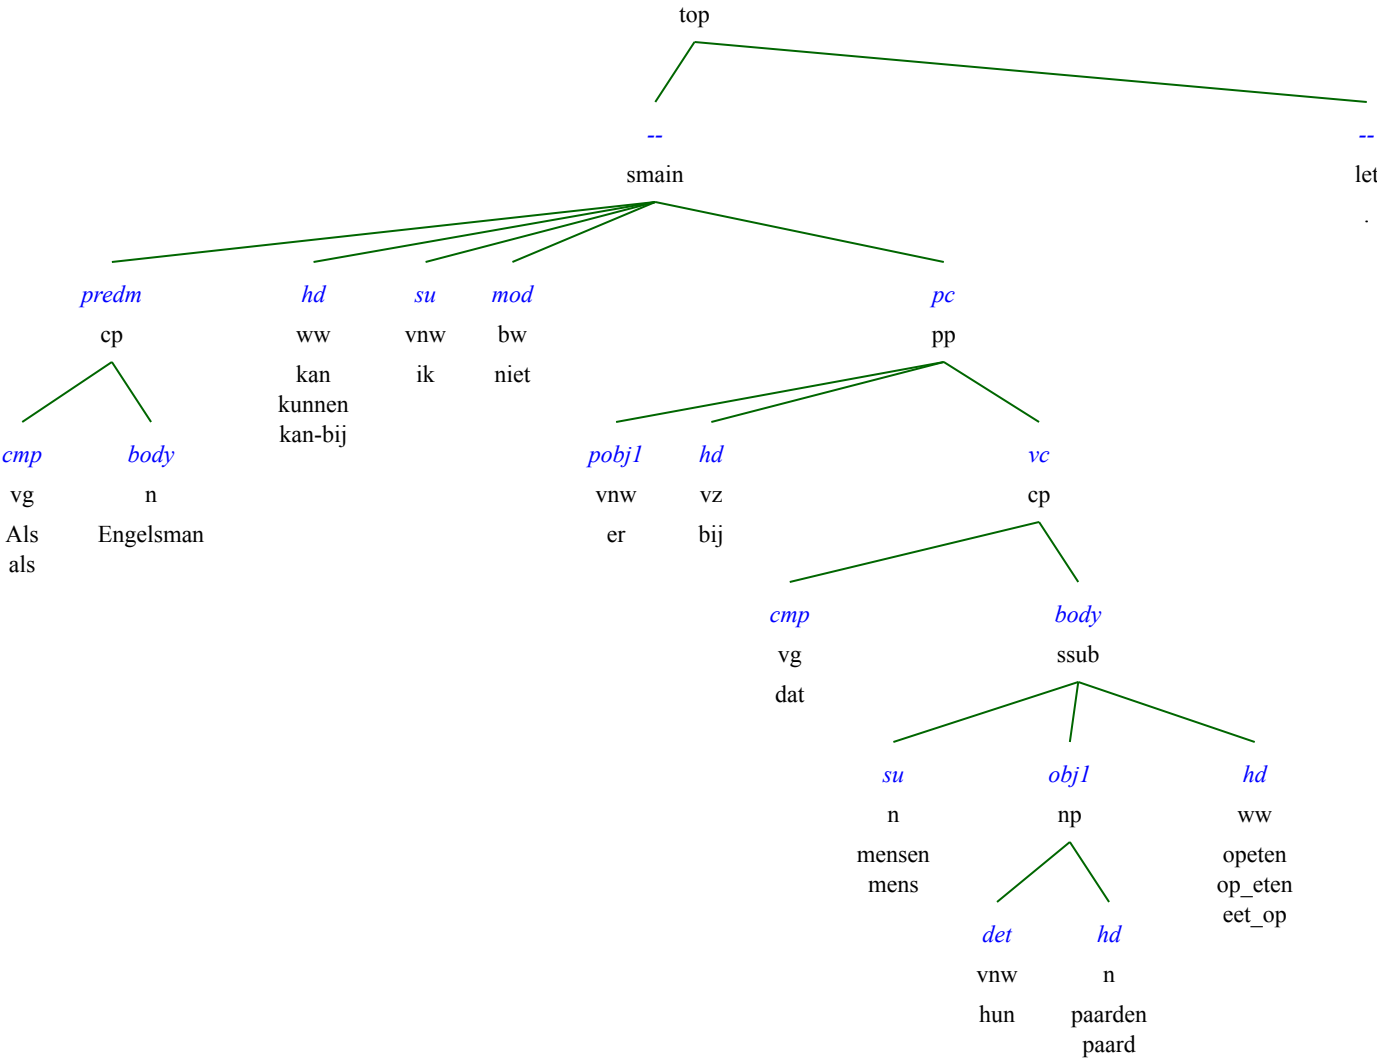 top
-- --
smain let
.
predm hd su mod pc
cp ww vnw bw pp
kan ik niet
kunnen
kan-bij
cmp body pobj1 hd vc
vg n vnw vz cp
Als Engelsman er bij
als
cmp body
vg ssub
dat
su obj1 hd
n np ww
mensen opeten
mens op_eten
eet_op
det hd
vnw n
hun paarden
paard